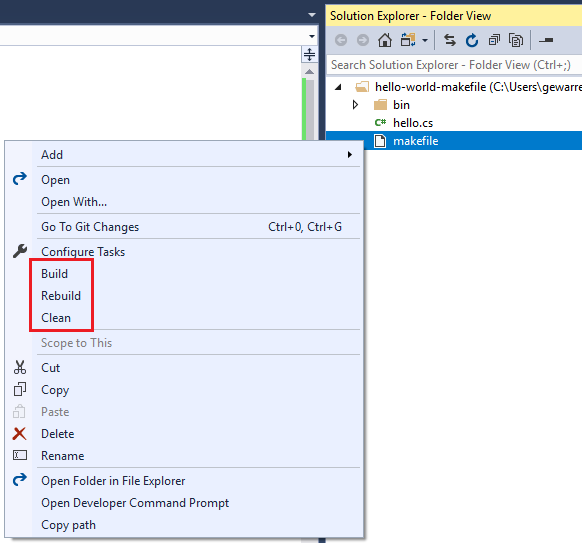 Solution Explorer - Folder View
Search Solution Explorer - Folder View (Ctrl+;)
hello-world-makefile (C:\Users\gewarre
bin
C# hello.cs
makefile
Add
Open
Open With...
Go To Git Changes Ctrl+0, Ctrl+G
Configure Tasks
Build
Rebuild
Clean
Scope to This
Cut
Copy
Paste
Delete
Rename
Open Folder in File Explorer
Open Developer Command Prompt
Copy path